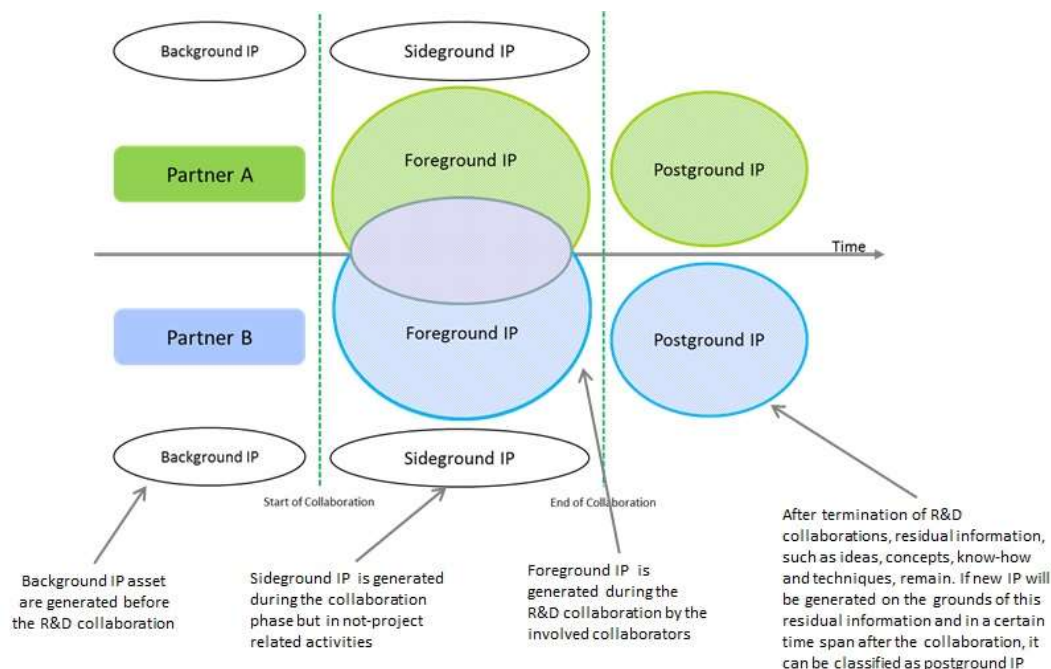 Background IP
Sideground IP
Foreground IP
Partner A
Postground IP
Time
Partner B
Foreground IP
Postground IP
Background IP
Sideground IP
Start of Collaboration
End of Collaboration
Background IP asset
are generated before
the R&D collaboration
Sideground IP is generated
during the collaboration
phase but in not-project
related activities
Foreground IP is
generated during the
R&D collaboration by the
involved collaborators
After termination of R&D
collaborations, residual information,
such as ideas, concepts, know-how
and techniques, remain. If new IP will
be generated on the grounds of this
residual information and in a certain
time span after the collaboration, it
can be classified as postground IP